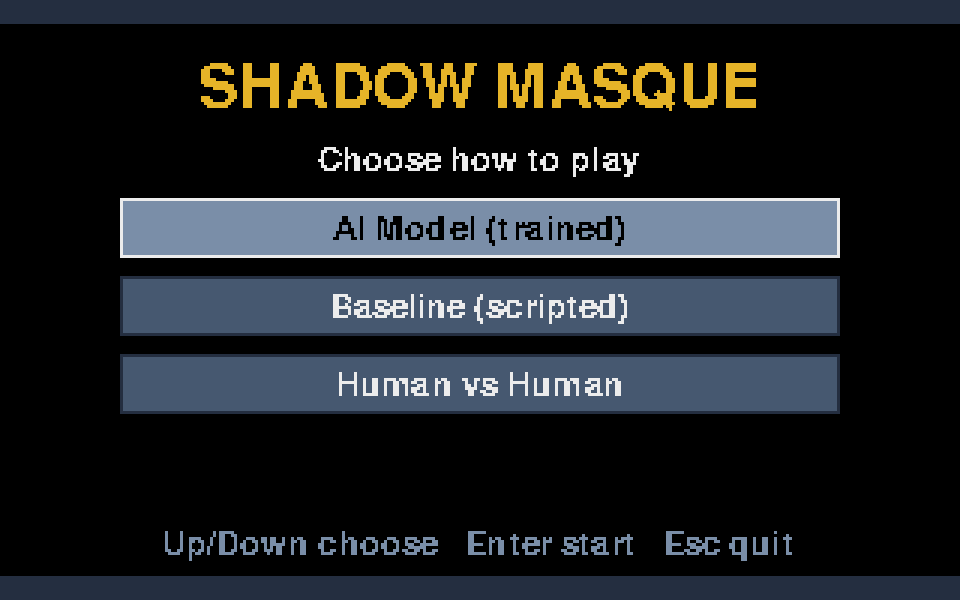 SHADOW MASQUE
Choose how to play
AI Model (trained)
Baseline (scripted)
Human vs Human
Up/Down choose Enter start Esc quit